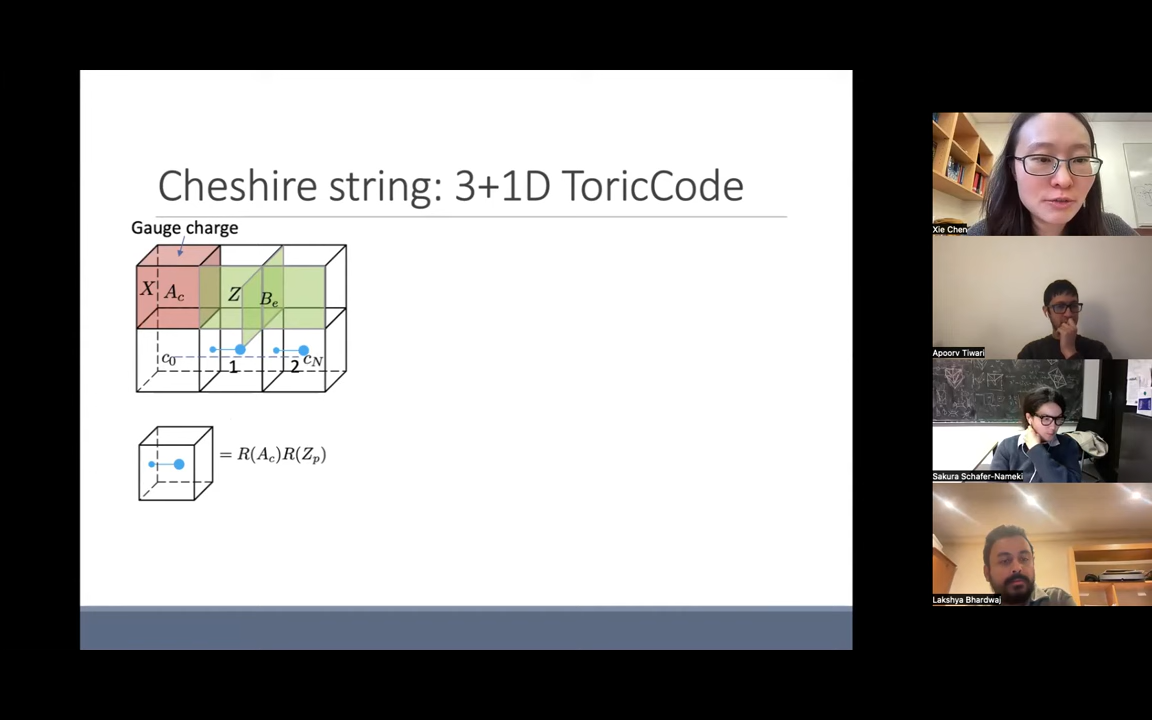 Cheshire string: 3+1D ToricCode
Gauge charge
X A_c Z B_e
c_0 1 2 c_N
= R(A_c)R(Z_p)
Xie Chen
Apoorv Tiwari
Sakura Schafer-Nameki
Lakshya Bhardwaj